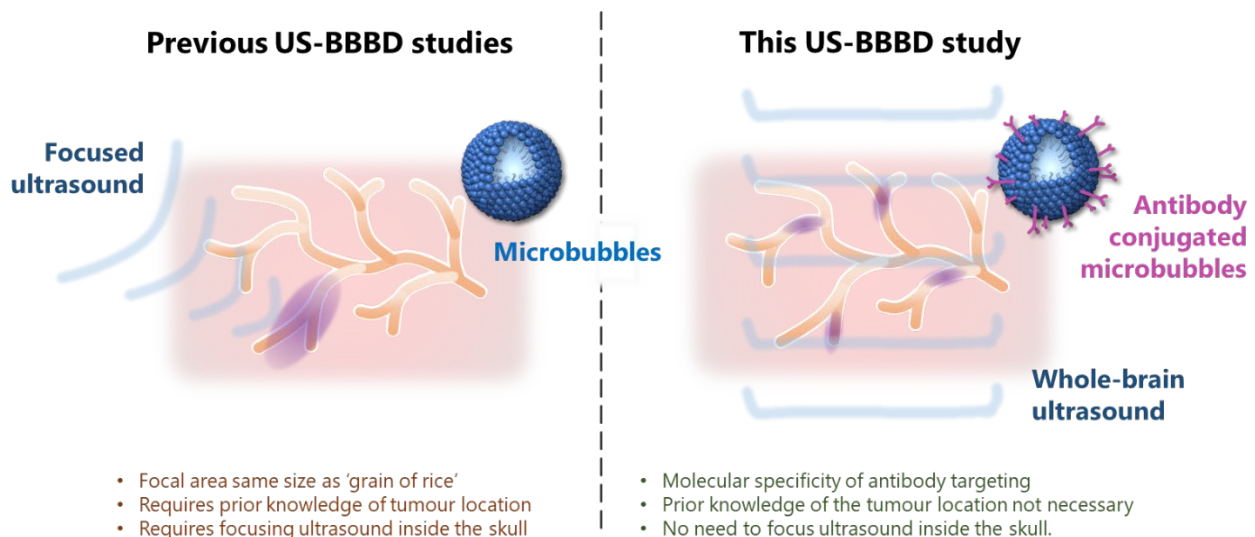 Previous US-BBBD studies
Focused
ultrasound
Microbubbles
• Focal area same size as ‘grain of rice’
• Requires prior knowledge of tumour location
• Requires focusing ultrasound inside the skull
This US-BBBD study
Antibody
conjugated
microbubbles
Whole-brain
ultrasound
• Molecular specificity of antibody targeting
• Prior knowledge of the tumour location not necessary
• No need to focus ultrasound inside the skull.